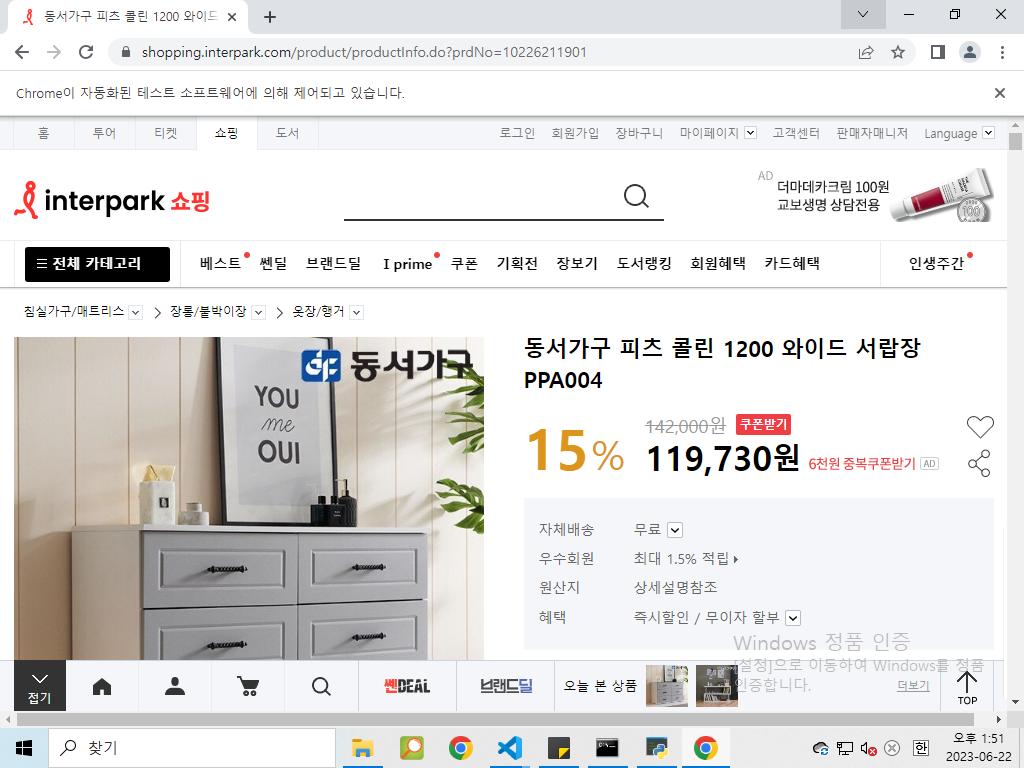 동서가구 피츠 콜린 1200 와이드
shopping.interpark.com/product/productInfo.do?prdNo=10226211901
Chrome이 자동화된 테스트 소프트웨어에 의해 제어되고 있습니다.
홈 투어 티켓 쇼핑 도서 로그인 회원가입 장바구니 마이페이지 고객센터 판매자매니저 Language
interpark 쇼핑
AD 더마데카크림 100원
교보생명 상담전용
100
전체 카테고리 베스트 쎈딜 브랜드딜 I prime 쿠폰 기획전 장보기 도서랭킹 회원혜택 카드혜택 인생주간
침실가구/매트리스 장롱/붙박이장 옷장/행거
동서가구
YOU
me
OUI
동서가구 피츠 콜린 1200 와이드 서랍장
PPA004
15% 142,000원 쿠폰받기
119,730원 6천원 중복쿠폰받기 AD
자체배송 무료
우수회원 최대 1.5% 적립
원산지 상세설명참조
혜택 즉시할인 / 무이자 할부
Windows 정품 인증
[설정]으로 이동하여 Windows를 정품
인증합니다.
접기 쎈DEAL 브랜드딜 오늘 본 상품 더보기 TOP
찾기
한
오후 1:51
2023-06-22